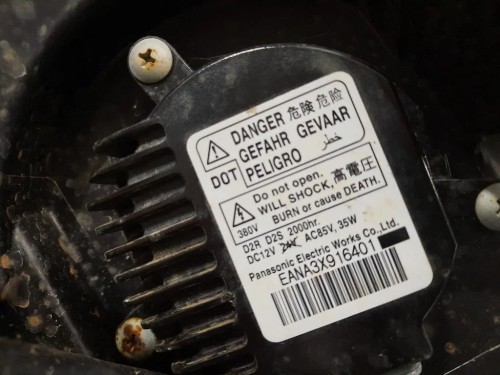 DANGER 危険 危险
GEFAHR GEVAAR
PELIGRO خطر
DOT
Do not open.
WILL SHOCK, 高電圧
380V BURN or cause DEATH.
D2R D2S 2000hr.
DC12V 24V AC85V, 35W
Panasonic Electric Works Co.,Ltd.
EANA3X916401